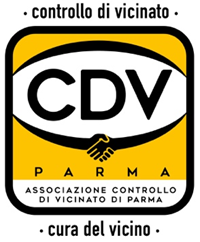 · controllo di vicinato ·
CDV
PARMA
ASSOCIAZIONE CONTROLLO
DI VICINATO DI PARMA
· cura del vicino ·